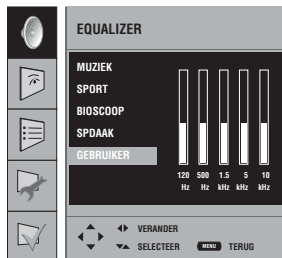 EQUALIZER
MUZIEK
SPORT
BIOSCOOP
SPDAAK
GEBRUIKER
120 500 1.5 5 10
Hz Hz kHz kHz kHz
VERANDER
SELECTEER MENU TERUG